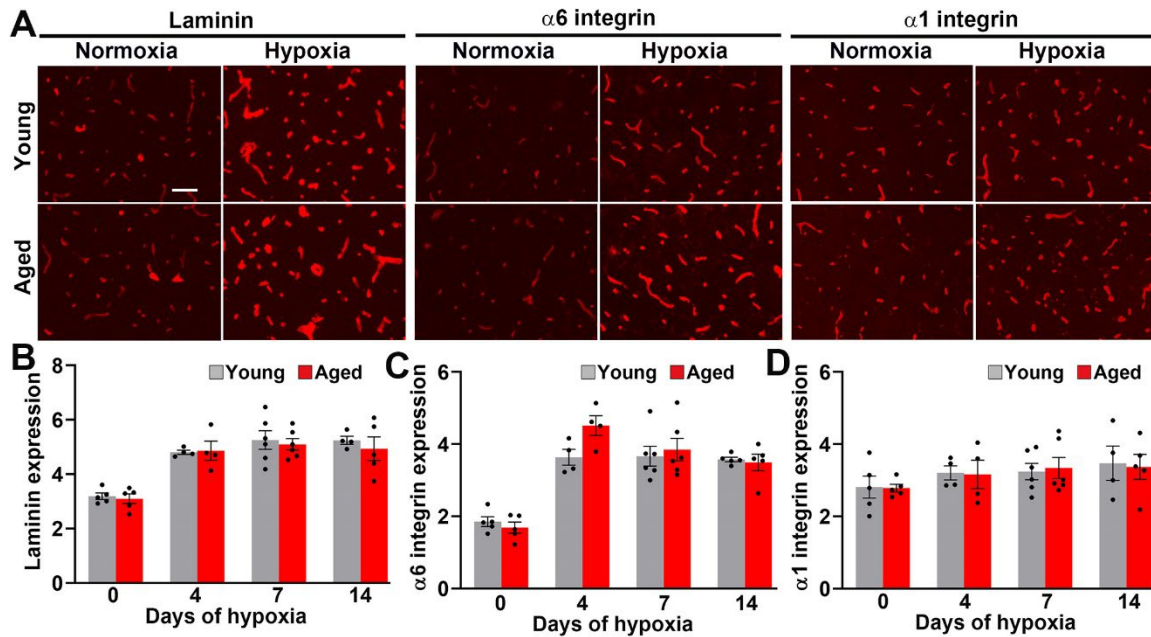 A
Laminin
α6 integrin
α1 integrin
Normoxia
Hypoxia
Normoxia
Hypoxia
Normoxia
Hypoxia
Young
Aged
B
Laminin expression
8
6
4
2
0
Young
Aged
0
4
7
14
Days of hypoxia
C
α6 integrin expression
6
4
2
0
Young
Aged
0
4
7
14
Days of hypoxia
D
α1 integrin expression
6
4
2
0
Young
Aged
0
4
7
14
Days of hypoxia